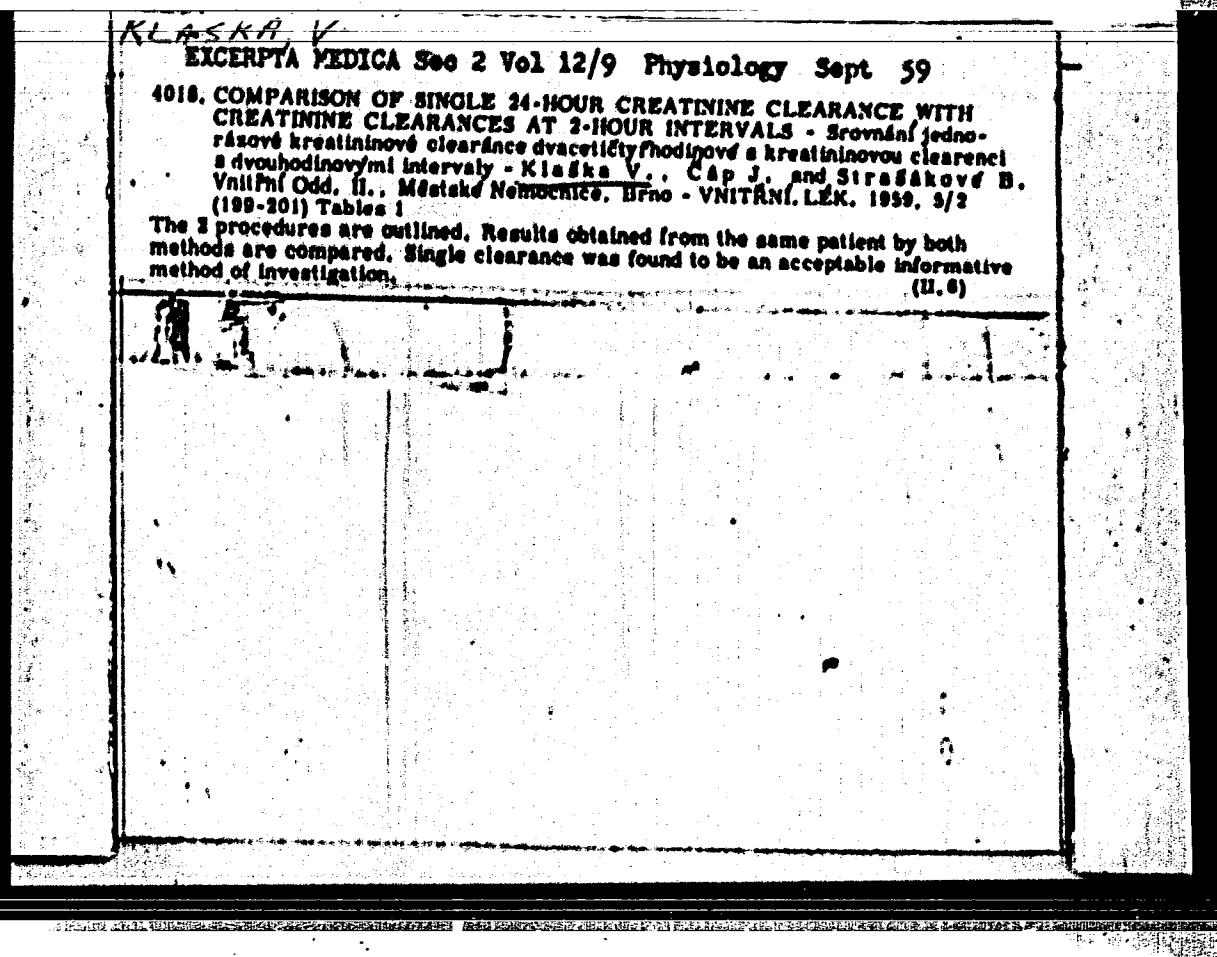 KLASKA, V
EXCERPTA MEDICA Sec 2 Vol 12/9 Physiology Sept 59
4018. COMPARISON OF SINGLE 24-HOUR CREATININE CLEARANCE WITH
CREATININE CLEARANCES AT 2-HOUR INTERVALS - Srovnání jedno-
rázové kreatininové clearánce dvacetičtyřhodinové s kreatininovou clearenci
s dvouhodinovými intervaly - Klaška V., Čáp J. and Strašákové B.
Vnitřní Odd. II., Městské Nemocnice, Brno - VNITŘNÍ. LÉK. 1959, 5/2
(199-201) Tables 1
The 2 procedures are outlined. Results obtained from the same patient by both
methods are compared. Single clearance was found to be an acceptable informative
method of investigation.
(II, 6)